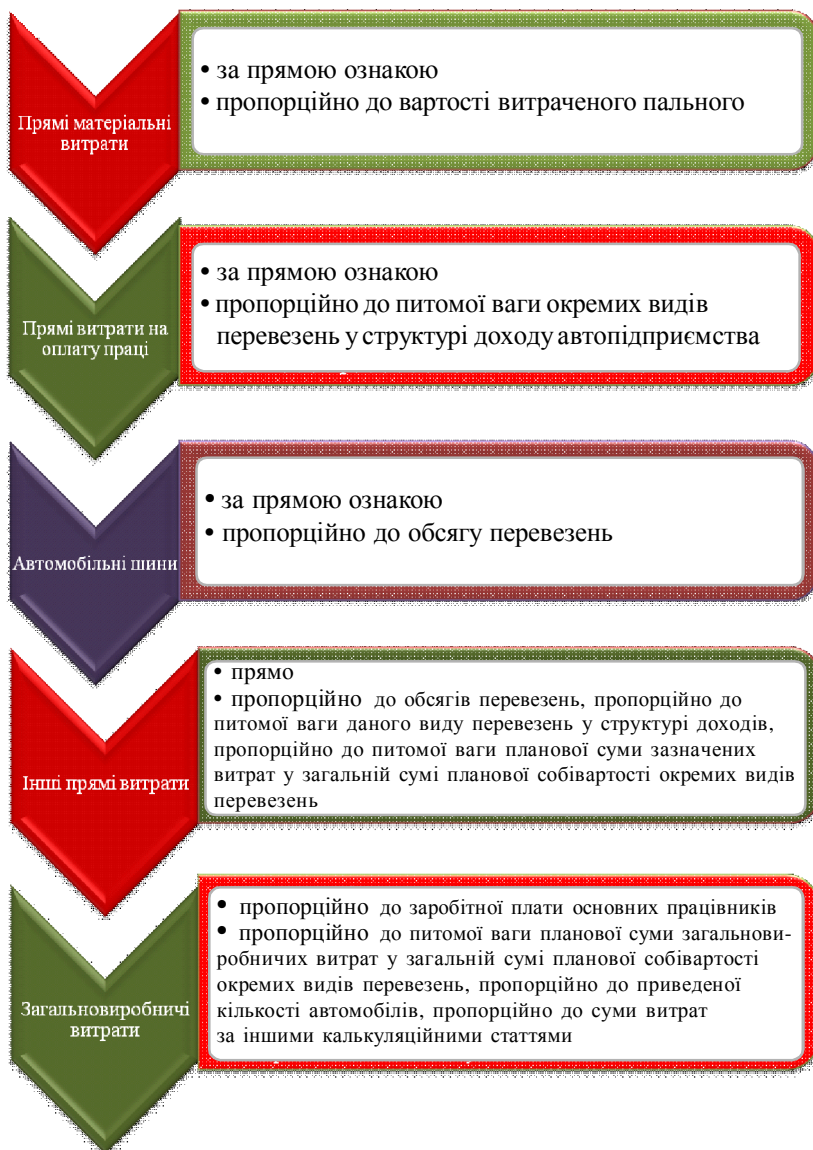 Прямі матеріальні
витрати
• за прямою ознакою
• пропорційно до вартості витраченого пального
Прямі витрати на
оплату праці
• за прямою ознакою
• пропорційно до питомої ваги окремих видів
перевезень у структурі доходу автопідприємства
Автомобільні шини
• за прямою ознакою
• пропорційно до обсягу перевезень
Інші прямі витрати
• прямо
• пропорційно до обсягів перевезень, пропорційно до
питомої ваги даного виду перевезень у структурі доходів,
пропорційно до питомої ваги планової суми зазначених
витрат у загальній сумі планової собівартості окремих видів
перевезень
Загальновиробничі
витрати
• пропорційно до заробітної плати основних працівників
• пропорційно до питомої ваги планової суми загальнови-
робничих витрат у загальній сумі планової собівартості
окремих видів перевезень, пропорційно до приведеної
кількості автомобілів, пропорційно до суми витрат
за іншими калькуляційними статтями